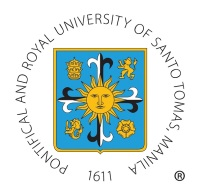 PONTIFICAL AND ROYAL UNIVERSITY OF SANTO TOMAS, MANILA
1611
®